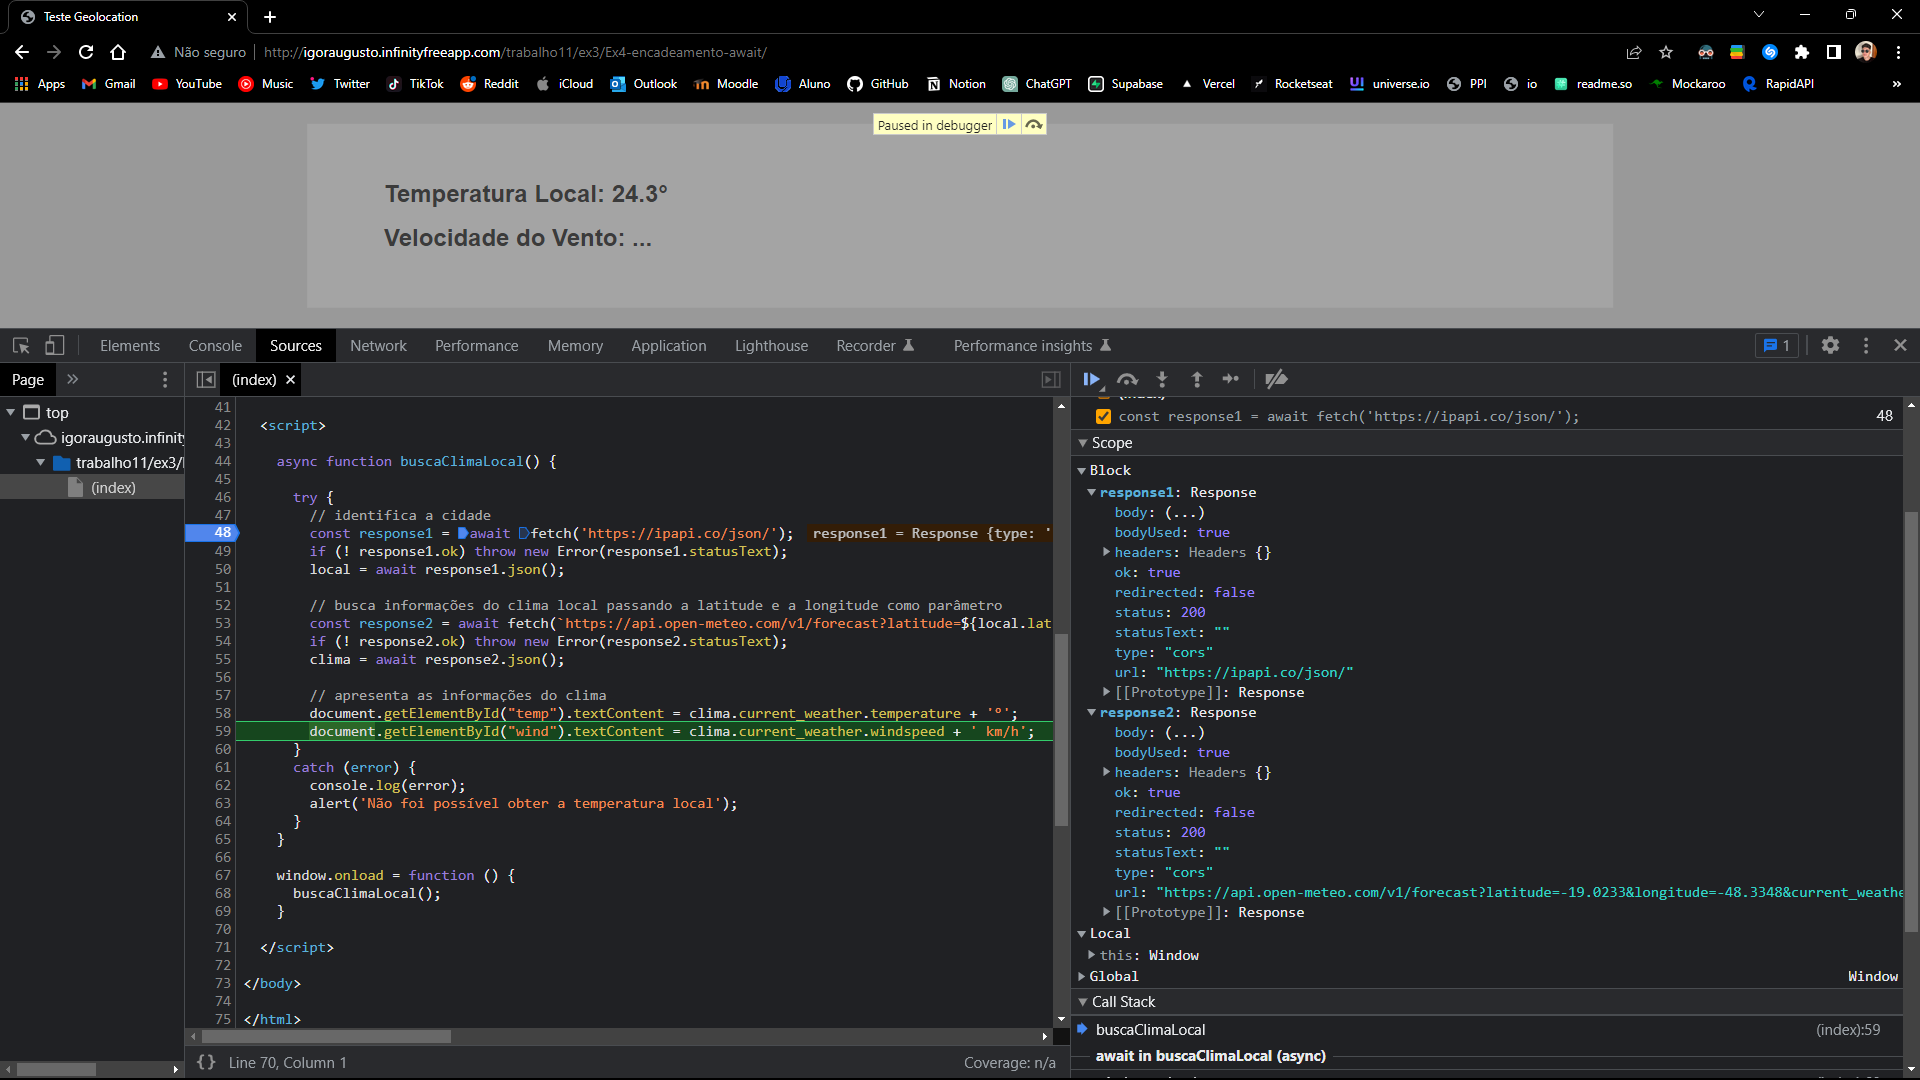 Teste Geolocation
Não seguro
http://igoraugusto.infinityfreeapp.com/trabalho11/ex3/Ex4-encadeamento-await/
Apps Gmail YouTube Music Twitter TikTok Reddit iCloud Outlook Moodle Aluno GitHub Notion ChatGPT Supabase Vercel Rocketseat universe.io PPI io readme.so Mockaroo RapidAPI »
Paused in debugger
Temperatura Local: 24.3°
Velocidade do Vento: ...
Elements Console Sources Network Performance Memory Application Lighthouse Recorder Performance insights 1
Page » (index)
top
igoraugusto.infinity
trabalho11/ex3/
(index)
41
42 <script>
43
44 async function buscaClimaLocal() {
45
46 try {
47 // identifica a cidade
48 const response1 = await fetch('https://ipapi.co/json/'); response1 = Response {type: '
49 if (! response1.ok) throw new Error(response1.statusText);
50 local = await response1.json();
51
52 // busca informações do clima local passando a latitude e a longitude como parâmetro
53 const response2 = await fetch(`https://api.open-meteo.com/v1/forecast?latitude=${local.lat
54 if (! response2.ok) throw new Error(response2.statusText);
55 clima = await response2.json();
56
57 // apresenta as informações do clima
58 document.getElementById("temp").textContent = clima.current_weather.temperature + '°';
59 document.getElementById("wind").textContent = clima.current_weather.windspeed + ' km/h';
60 }
61 catch (error) {
62 console.log(error);
63 alert('Não foi possível obter a temperatura local');
64 }
65 }
66
67 window.onload = function () {
68 buscaClimaLocal();
69 }
70
71 </script>
72
73 </body>
74
75 </html>
{} Line 70, Column 1
Coverage: n/a
const response1 = await fetch('https://ipapi.co/json/'); 48
Scope
Block
response1: Response
body: (...)
bodyUsed: true
headers: Headers {}
ok: true
redirected: false
status: 200
statusText: ""
type: "cors"
url: "https://ipapi.co/json/"
[[Prototype]]: Response
response2: Response
body: (...)
bodyUsed: true
headers: Headers {}
ok: true
redirected: false
status: 200
statusText: ""
type: "cors"
url: "https://api.open-meteo.com/v1/forecast?latitude=-19.0233&longitude=-48.3348&current_weathe
[[Prototype]]: Response
Local
this: Window
Global Window
Call Stack
buscaClimaLocal (index):59
await in buscaClimaLocal (async)